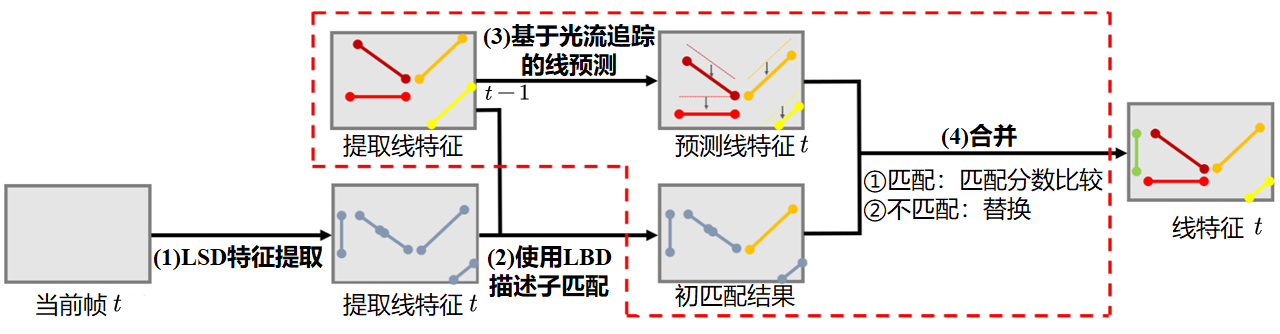 (3)基于光流追踪
的线预测
t－1
提取线特征
预测线特征 t
(4)合并
①匹配：匹配分数比较
②不匹配：替换
线特征 t
(1)LSD特征提取
(2)使用LBD
描述子匹配
当前帧 t
提取线特征 t
初匹配结果